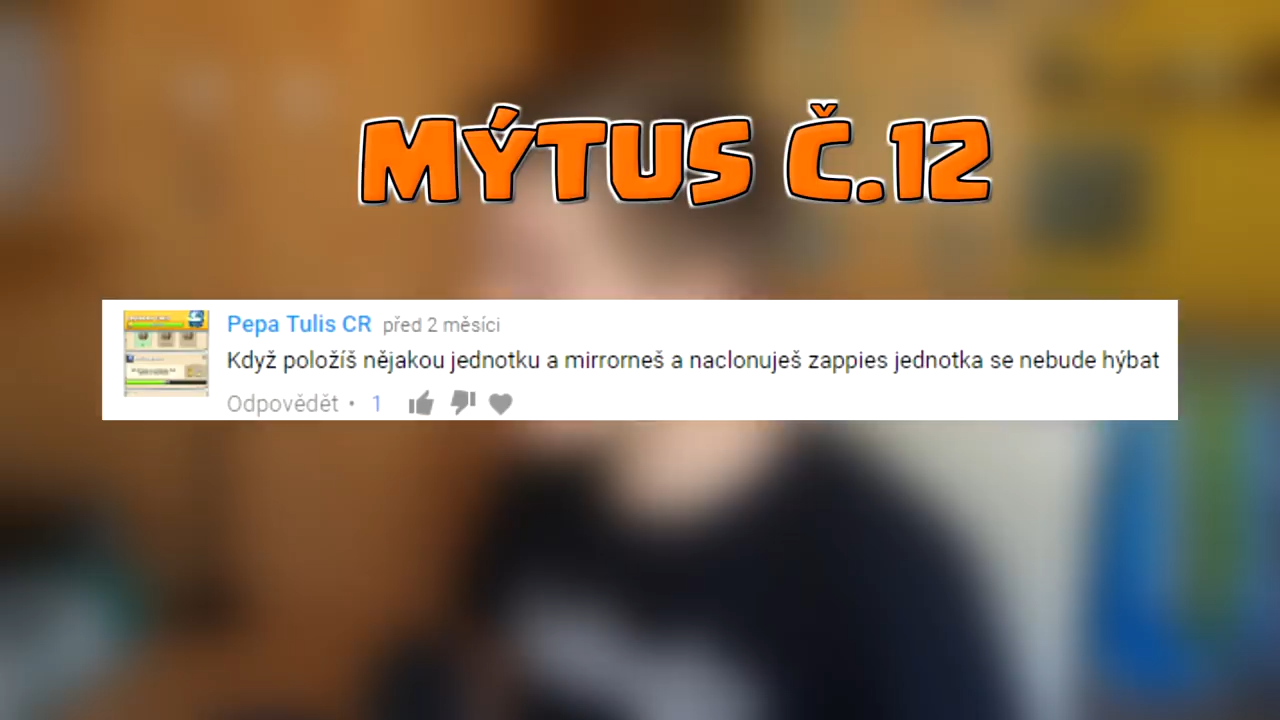 MÝTUS Č.12
Pepa Tulis CR před 2 měsíci
Když položíš nějakou jednotku a mirrorneš a naclonuješ zappies jednotka se nebude hýbat
Odpovědět • 1